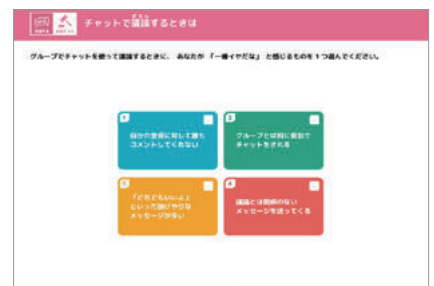 チャットで議論するときは
ぎろん
グループでチャットを使って議論するときに、 あなたが 「一番イヤだな」 と感じるものを１つ選んでください。
1
自分の意見に対して誰も
コメントしてくれない
2
グループとは別に個別で
チャットをされる
3
「どれでもいいよ」
といった投げやりな
メッセージが多い
4
議論とは関係のない
メッセージを送ってくる